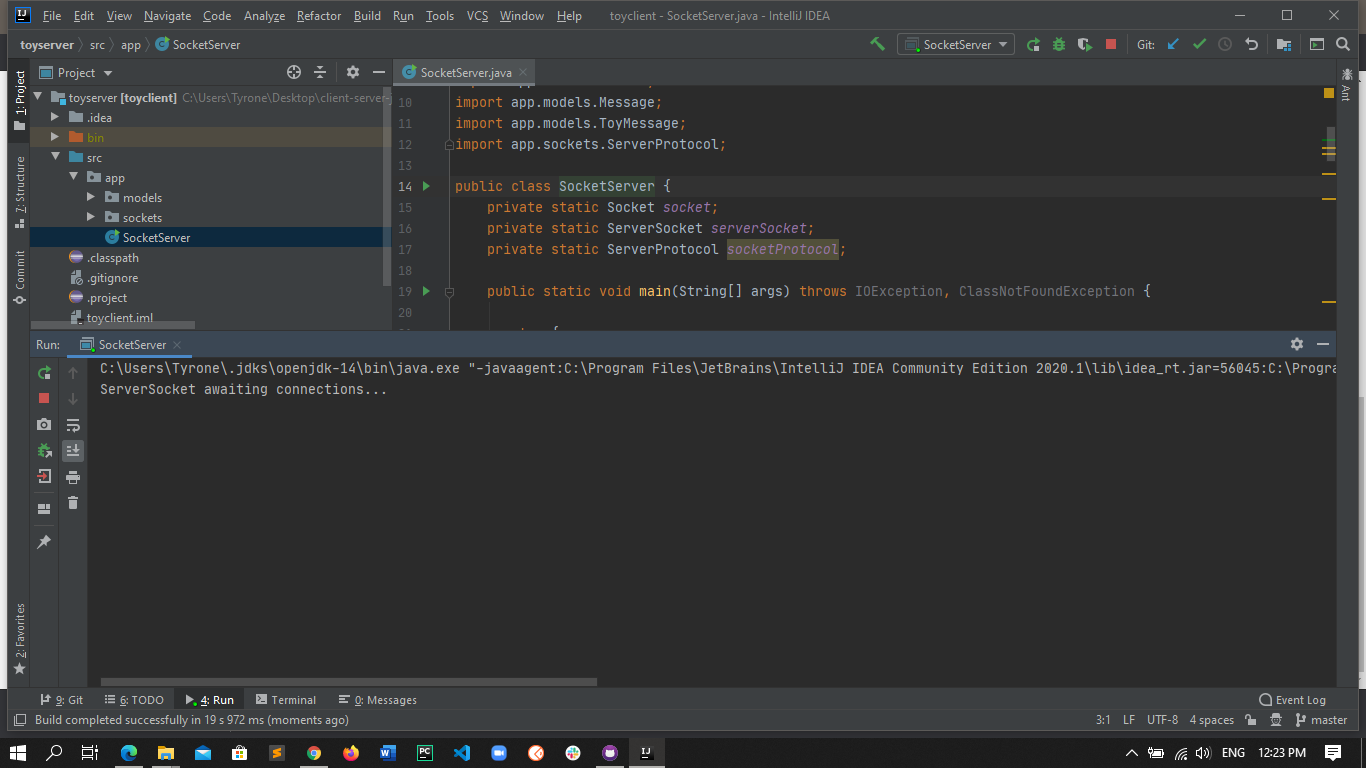 IJ File Edit View Navigate Code Analyze Refactor Build Run Tools VCS Window Help toyclient - SocketServer.java - IntelliJ IDEA
toyserver src app SocketServer SocketServer Git:
1: Project
7: Structure
Commit
2: Favorites
Project
toyserver [toyclient] C:\Users\Tyrone\Desktop\client-server-
.idea
bin
src
app
models
sockets
SocketServer
.classpath
.gitignore
.project
toyclient.iml
SocketServer.java
10 import app.models.Message;
11 import app.models.ToyMessage;
12 import app.sockets.ServerProtocol;
13
14 public class SocketServer {
15 private static Socket socket;
16 private static ServerSocket serverSocket;
17 private static ServerProtocol socketProtocol;
18
19 public static void main(String[] args) throws IOException, ClassNotFoundException {
20
Ant
Run: SocketServer
C:\Users\Tyrone\.jdks\openjdk-14\bin\java.exe "-javaagent:C:\Program Files\JetBrains\IntelliJ IDEA Community Edition 2020.1\lib\idea_rt.jar=56045:C:\Progra
ServerSocket awaiting connections...
9: Git 6: TODO 4: Run Terminal 0: Messages Event Log
Build completed successfully in 19 s 972 ms (moments ago) 3:1 LF UTF-8 4 spaces master
W PC IJ ENG 12:23 PM